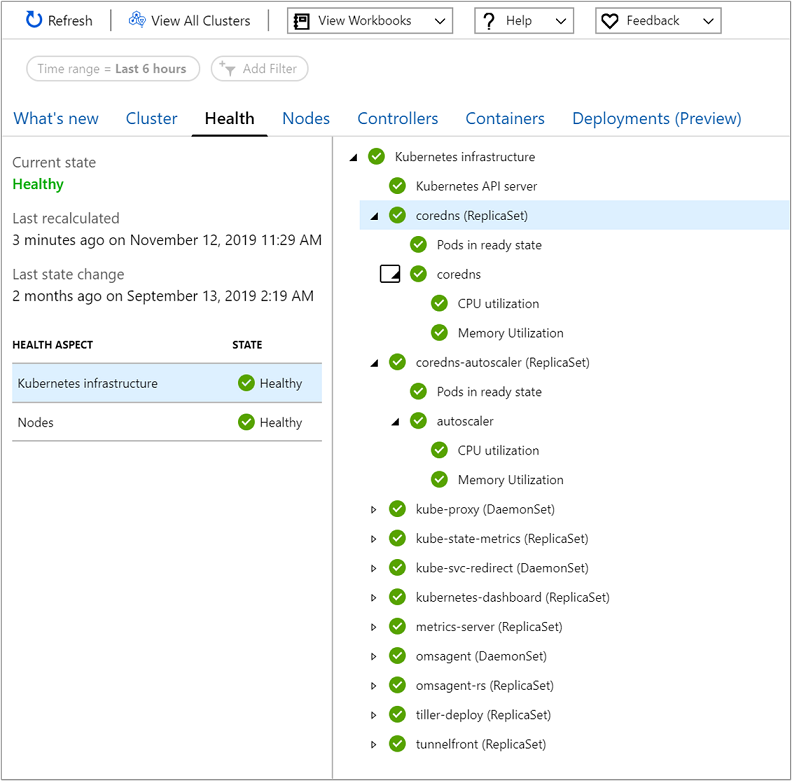 Refresh View All Clusters View Workbooks ? Help Feedback
Time range = Last 6 hours Add Filter
What's new Cluster Health Nodes Controllers Containers Deployments (Preview)
Current state
Healthy
Last recalculated
3 minutes ago on November 12, 2019 11:29 AM
Last state change
2 months ago on September 13, 2019 2:19 AM
HEALTH ASPECT STATE
Kubernetes infrastructure Healthy
Nodes Healthy
Kubernetes infrastructure
Kubernetes API server
coredns (ReplicaSet)
Pods in ready state
coredns
CPU utilization
Memory Utilization
coredns-autoscaler (ReplicaSet)
Pods in ready state
autoscaler
CPU utilization
Memory Utilization
kube-proxy (DaemonSet)
kube-state-metrics (ReplicaSet)
kube-svc-redirect (DaemonSet)
kubernetes-dashboard (ReplicaSet)
metrics-server (ReplicaSet)
omsagent (DaemonSet)
omsagent-rs (ReplicaSet)
tiller-deploy (ReplicaSet)
tunnelfront (ReplicaSet)